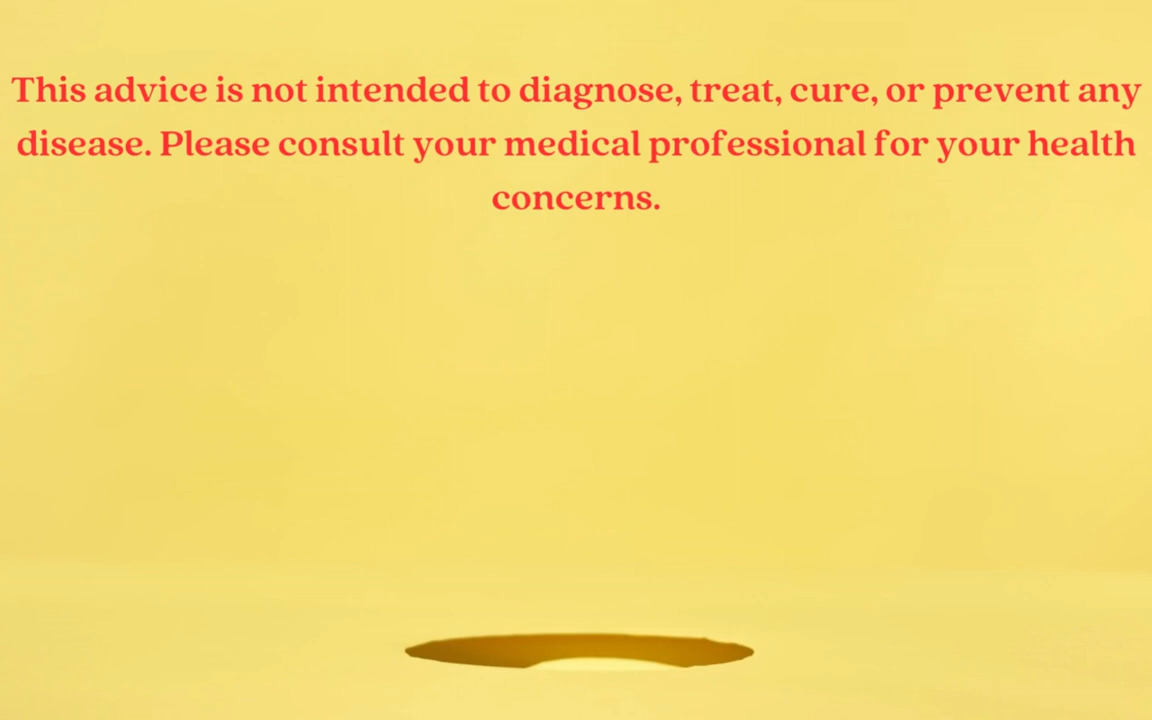 This advice is not intended to diagnose, treat, cure, or prevent any
disease. Please consult your medical professional for your health
concerns.